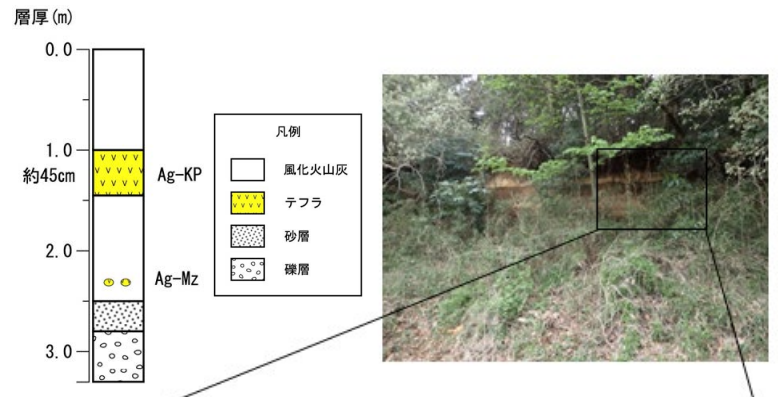 層厚(m)
0.0
1.0
約45cm
Ag-KP
2.0
Ag-Mz
3.0
凡例
風化火山灰
テフラ
砂層
礫層